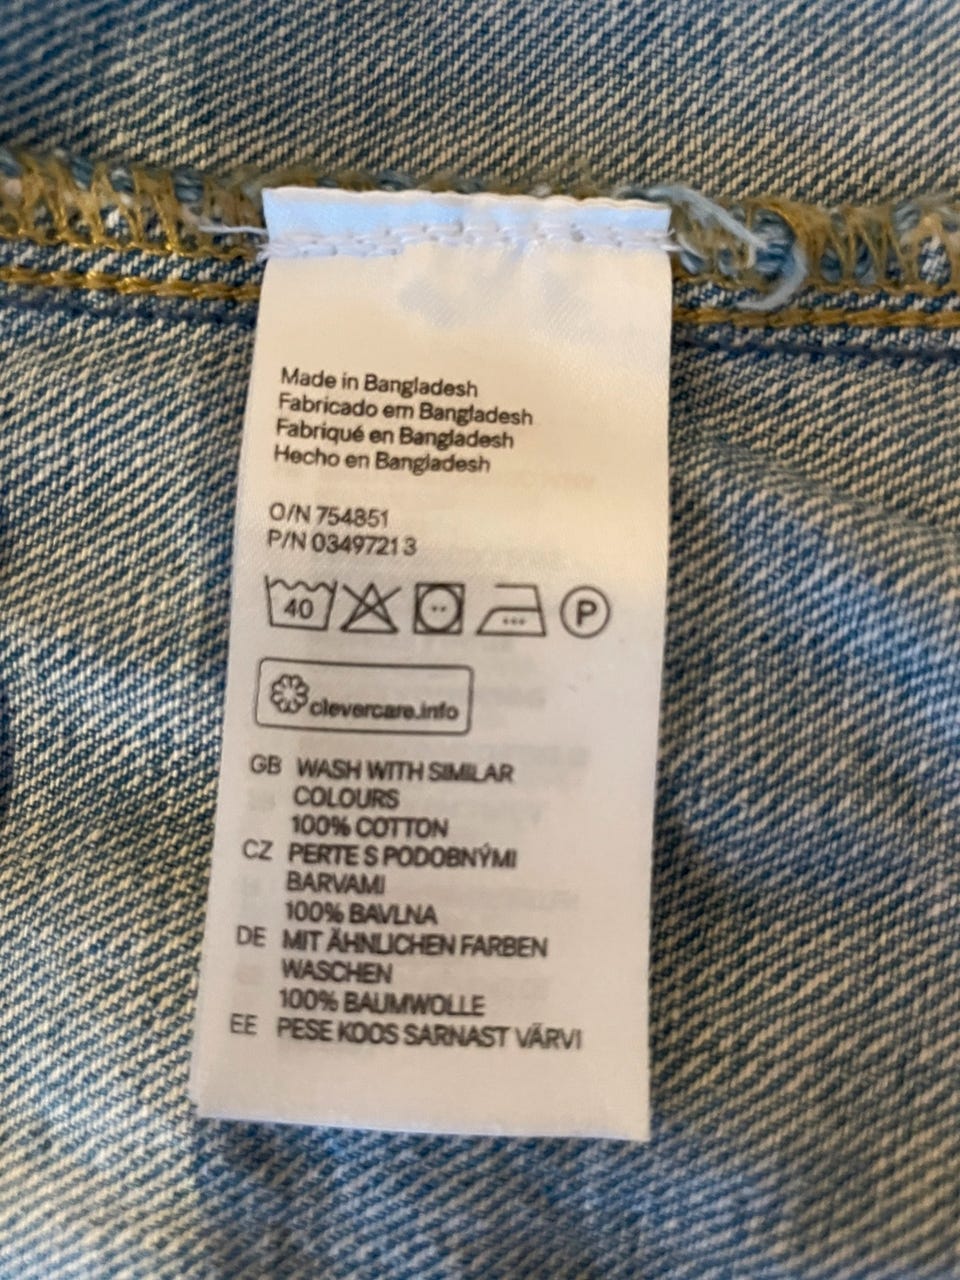 Made in Bangladesh
Fabricado em Bangladesh
Fabriqué en Bangladesh
Hecho en Bangladesh
O/N 754851
P/N 03497213
40 P
clevercare.info
GB WASH WITH SIMILAR
COLOURS
100% COTTON
CZ PERTE S PODOBNÝMI
BARVAMI
100% BAVLNA
DE MIT ÄHNLICHEN FARBEN
WASCHEN
100% BAUMWOLLE
EE PESE KOOS SARNAST VÄRVI